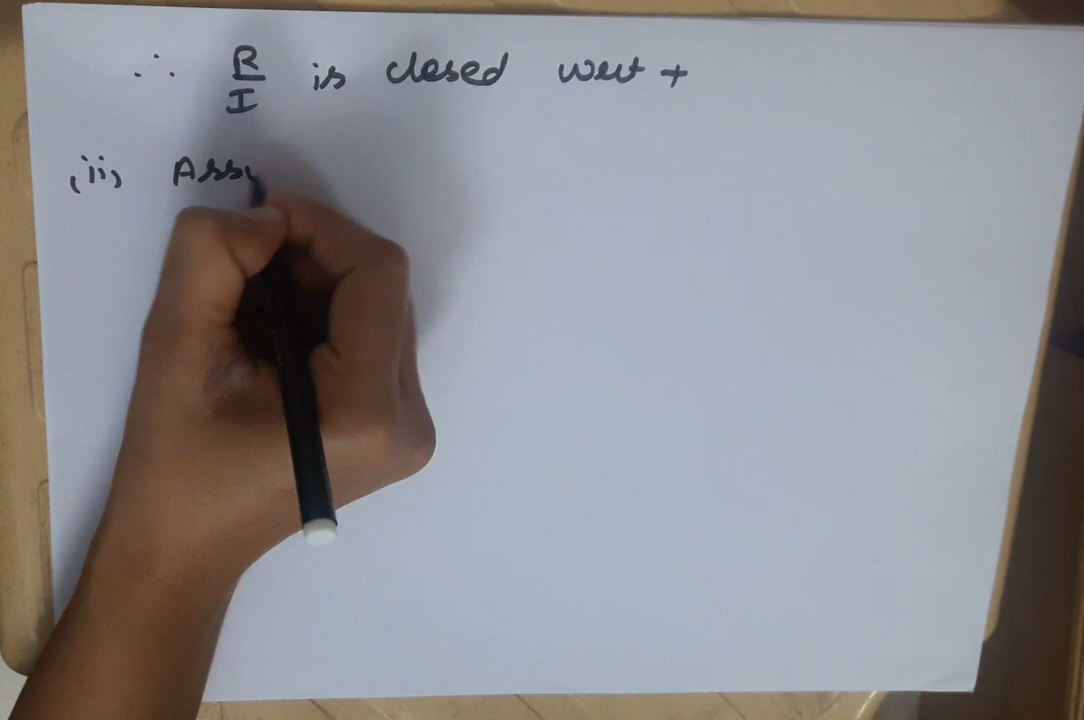 ∴ R/I is closed wrt +
(ii) Ass